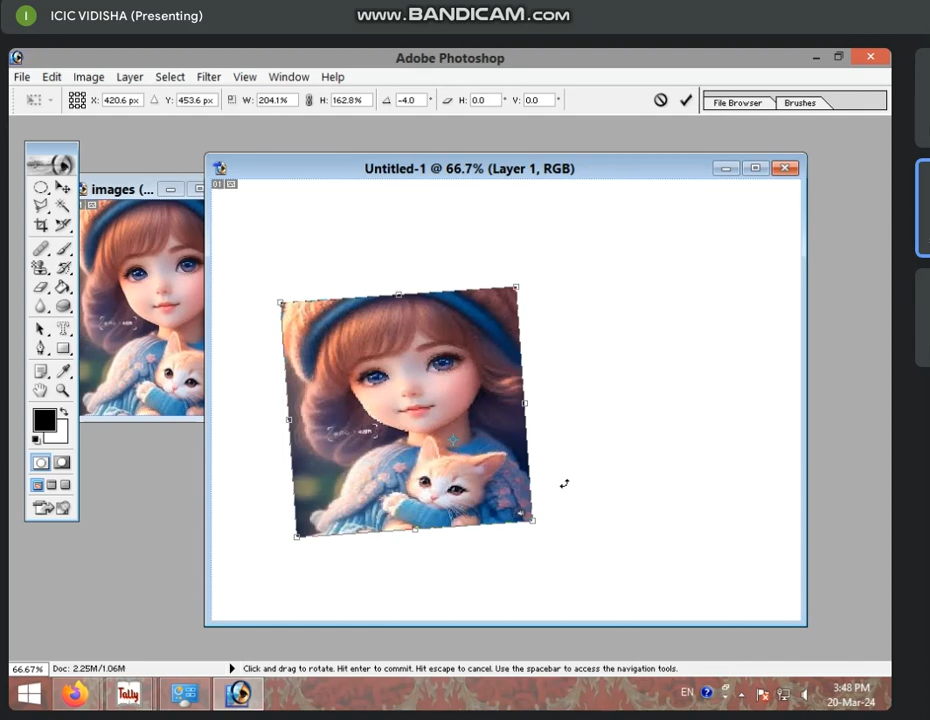 I ICIC VIDISHA (Presenting)
www.BANDICAM.com
Adobe Photoshop
File Edit Image Layer Select Filter View Window Help
X: 420.6 px Y: 453.6 px W: 204.1% H: 162.8% -4.0 ° H: 0.0 ° V: 0.0 ° File Browser Brushes
Untitled-1 @ 66.7% (Layer 1, RGB)
images (...
01
T
66.67% Doc: 2.25M/1.06M Click and drag to rotate. Hit enter to commit. Hit escape to cancel. Use the spacebar to access the navigation tools.
Tally EN ? 3:48 PM
20-Mar-24